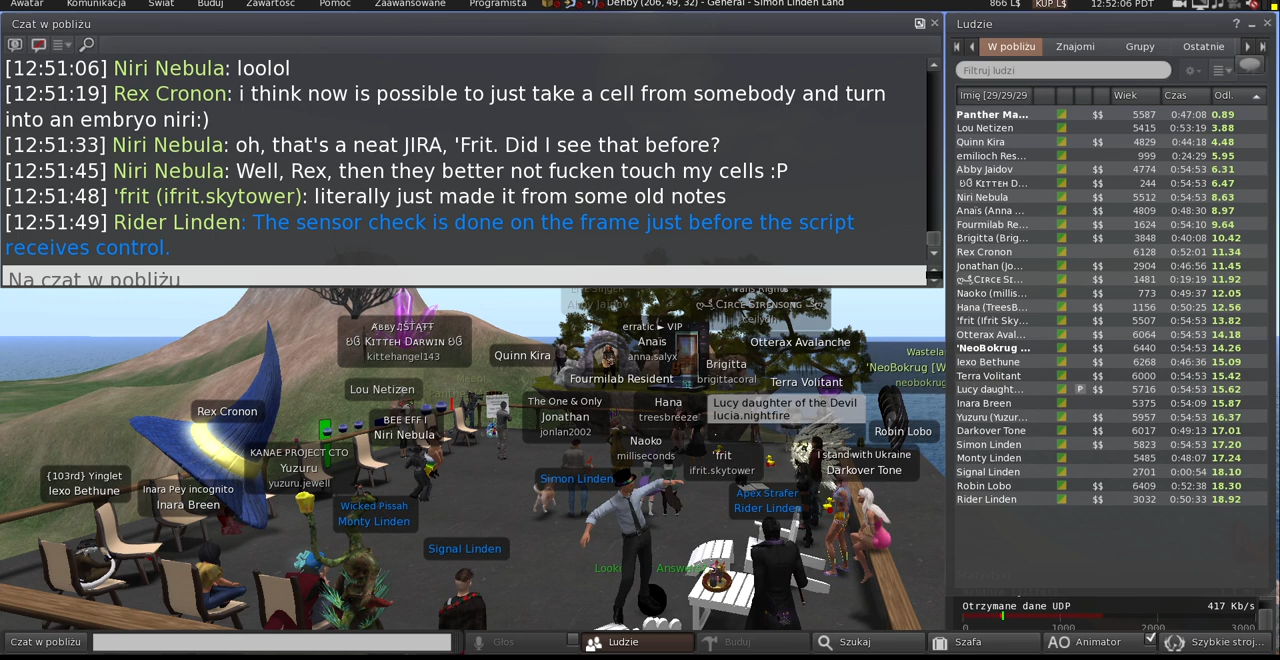 Awatar Komunikacja Świat Buduj Zawartość Pomoc Zaawansowane Programista Denby (206, 49, 32) - General - Simon Linden Land 866 L$ KUP L$ 12:52:06 PDT
Czat w pobliżu
[12:51:06] Niri Nebula: loolol
[12:51:19] Rex Cronon: i think now is possible to just take a cell from somebody and turn
into an embryo niri:)
[12:51:33] Niri Nebula: oh, that's a neat JIRA, 'Frit. Did I see that before?
[12:51:45] Niri Nebula: Well, Rex, then they better not fucken touch my cells :P
[12:51:48] 'frit (ifrit.skytower): literally just made it from some old notes
[12:51:49] Rider Linden: The sensor check is done on the frame just before the script
receives control.
Na czat w pobliżu
Ludzie
W pobliżu Znajomi Grupy Ostatnie
Filtruj ludzi
Imię [29/29/29 Wiek Czas Odl.
Panther Ma... $$ 5587 0:47:08 0.89
Lou Netizen 5415 0:53:19 3.88
Quinn Kira $$ 4829 0:44:18 4.48
emilioch Res... 999 0:24:29 5.95
Abby Jaidov $$ 4774 0:54:53 6.31
ᴋɪᴛᴛᴇʜ D... $$ 244 0:54:53 6.47
Niri Nebula 5512 0:54:53 8.63
Anaïs (Anna ... $$ 4809 0:48:30 8.97
Fourmilab Re... $$ 1624 0:54:10 9.64
Brigitta (Brig... $$ 3848 0:40:08 10.42
Rex Cronon 6128 0:52:01 11.34
Jonathan (Jo... $$ 2904 0:46:56 11.45
Cɪʀᴄᴇ Sɪ... $$ 1481 0:19:19 11.92
Naoko (millis... $$ 773 0:49:37 12.05
Hana (TreesB... $$ 1156 0:50:25 12.56
'frit (Ifrit Sky... $$ 5507 0:54:53 13.82
Otterax Aval... $$ 6064 0:54:53 14.18
'NeoBokrug ... $$ 6440 0:54:53 14.26
Iexo Bethune $$ 6268 0:46:36 15.09
Terra Volitant $$ 6000 0:54:53 15.42
Lucy daught... P $$ 5716 0:54:53 15.62
Inara Breen 5375 0:54:09 15.87
Yuzuru (Yuzur... $$ 5957 0:54:53 16.37
Darkover Tone $$ 6017 0:49:13 17.01
Simon Linden $$ 5823 0:54:53 17.20
Monty Linden 5485 0:48:07 17.24
Signal Linden 2701 0:00:54 18.10
Robin Lobo $$ 6409 0:52:38 18.30
Rider Linden $$ 3032 0:50:33 18.92
Otrzymane dane UDP 417 Kb/s
0 1000 2000 3000
Abby Jaidov
Cɪʀᴄᴇ Sɪʀᴇɴsᴏɴɢ
Kɪᴛᴛᴇʜ Dᴀʀᴡɪɴ
kittehangel143
Quinn Kira
erratic ► VIP
Anaïs
anna.salyx
Otterax Avalanche
Wastela
'NeoBokrug [W
neobokrug
Fourmilab Resident
Brigitta
brigittacoral
Terra Volitant
Lou Netizen
Rex Cronon
BEE EFF I
Niri Nebula
The One & Only
Jonathan
jonlan2002
Hana
treesbreeze
Lucy daughter of the Devil
lucia.nightfire
Robin Lobo
Naoko
milliseconds
'frit
ifrit.skytower
I stand with Ukraine
Darkover Tone
KANAE PROJECT CTO
Yuzuru
yuzuru.jewell
{103rd} Yinglet
Iexo Bethune
Inara Pey incognito
Inara Breen
Simon Linden
Apex Strafer
Rider Linden
Wicked Pissah
Monty Linden
Signal Linden
Czat w pobliżu Głos Ludzie Buduj Szukaj Szafa AO Animator Szybkie stroj...